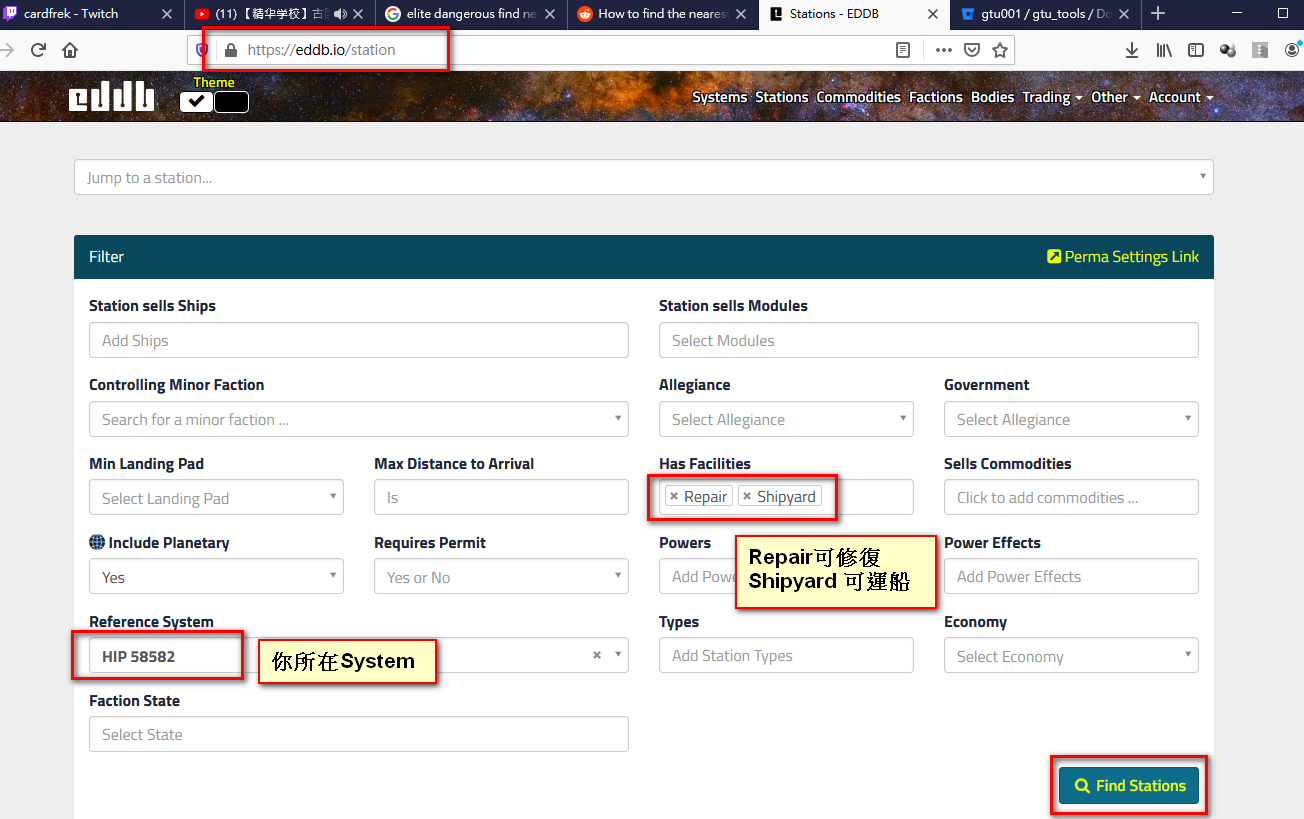 cardfrek - Twitch
(11)【精华学校】古
elite dangerous find ne
How to find the nearest
Stations - EDDB
gtu001 / gtu_tools / Do
https://eddb.io/station
eddb
Theme
Systems Stations Commodities Factions Bodies Trading Other Account
Jump to a station...
Filter
Perma Settings Link
Station sells Ships
Station sells Modules
Add Ships
Select Modules
Controlling Minor Faction
Allegiance
Government
Search for a minor faction ...
Select Allegiance
Select Allegiance
Min Landing Pad
Max Distance to Arrival
Has Facilities
Sells Commodities
Select Landing Pad
ls
× Repair × Shipyard
Click to add commodities ...
Include Planetary
Requires Permit
Powers
Power Effects
Yes
Yes or No
Add Pow
Add Power Effects
Repair可修復
Shipyard 可運船
Reference System
Types
Economy
HIP 58582
你所在System
Add Station Types
Select Economy
Faction State
Select State
Find Stations